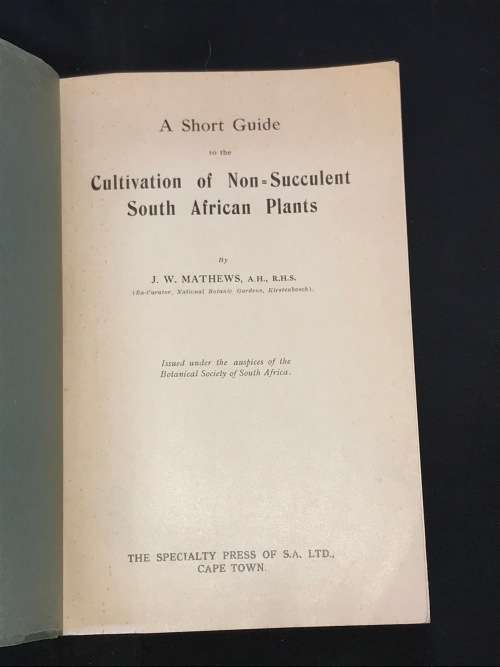 A Short Guide
to the
Cultivation of Non=Succulent
South African Plants
By
J. W. MATHEWS, A.H., R.H.S.
(Ex-Curator, National Botanic Gardens, Kirstenbosch).
Issued under the auspices of the
Botanical Society of South Africa.
THE SPECIALTY PRESS OF S.A. LTD.,
CAPE TOWN.